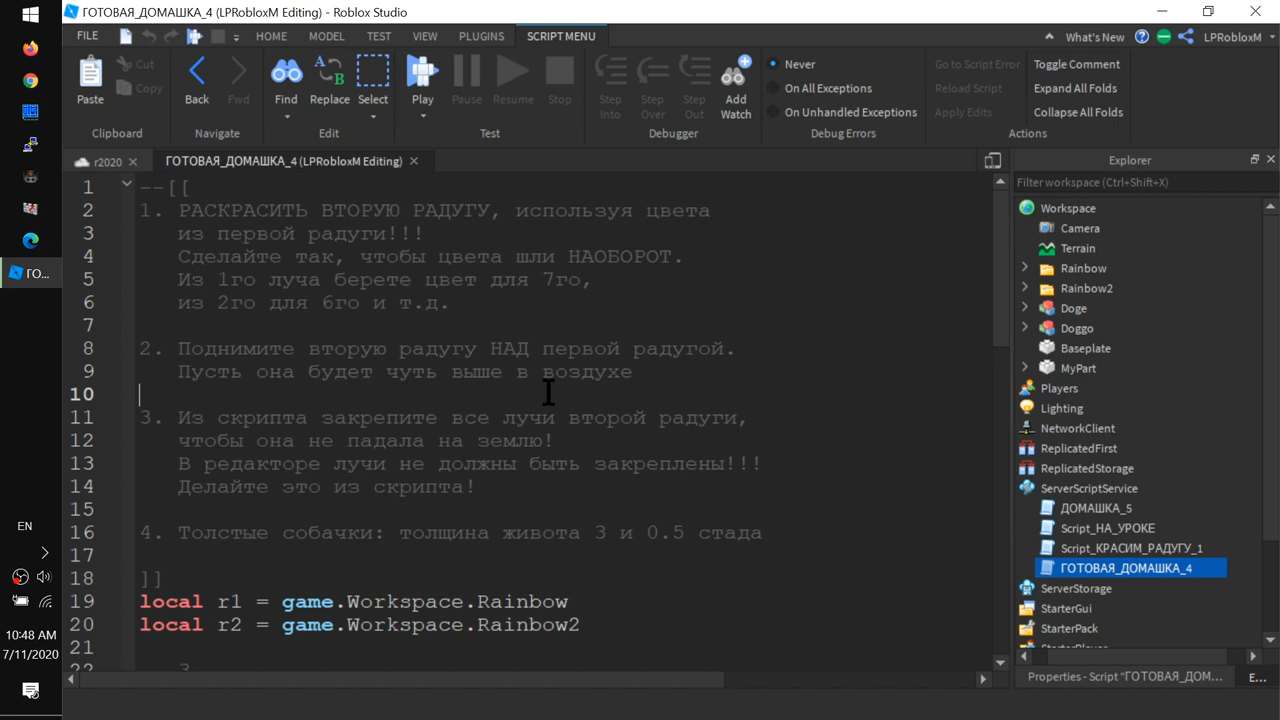 ГОТОВАЯ_ДОМАШКА_4 (LPRobloxM Editing) - Roblox Studio
FILE HOME MODEL TEST VIEW PLUGINS SCRIPT MENU What's New LPRobloxM
Paste Cut Copy Clipboard
Back Fwd Navigate
Find Replace Select Edit
Play Pause Resume Stop Test
Step Into Step Over Step Out Add Watch Debugger
Never
On All Exceptions
On Unhandled Exceptions
Debug Errors
Go to Script Error Toggle Comment
Reload Script Expand All Folds
Apply Edits Collapse All Folds
Actions
r2020 ГОТОВАЯ_ДОМАШКА_4 (LPRobloxM Editing)
1 --[[
2 1. РАСКРАСИТЬ ВТОРУЮ РАДУГУ, используя цвета
3 из первой радуги!!!
4 Сделайте так, чтобы цвета шли НАОБОРОТ.
5 Из 1го луча берете цвет для 7го,
6 из 2го для 6го и т.д.
7
8 2. Поднимите вторую радугу НАД первой радугой.
9 Пусть она будет чуть выше в воздухе
10
11 3. Из скрипта закрепите все лучи второй радуги,
12 чтобы она не падала на землю!
13 В редакторе лучи не должны быть закреплены!!!
14 Делайте это из скрипта!
15
16 4. Толстые собачки: толщина живота 3 и 0.5 стада
17
18 ]]
19 local r1 = game.Workspace.Rainbow
20 local r2 = game.Workspace.Rainbow2
21
Explorer
Filter workspace (Ctrl+Shift+X)
Workspace
Camera
Terrain
Rainbow
Rainbow2
Doge
Doggo
Baseplate
MyPart
Players
Lighting
NetworkClient
ReplicatedFirst
ReplicatedStorage
ServerScriptService
ДОМАШКА_5
Script_НА_УРОКЕ
Script_КРАСИМ_РАДУГУ_1
ГОТОВАЯ_ДОМАШКА_4
ServerStorage
StarterGui
StarterPack
Properties - Script "ГОТОВАЯ_ДОМ... E...
ГО...
EN
10:48 AM
7/11/2020